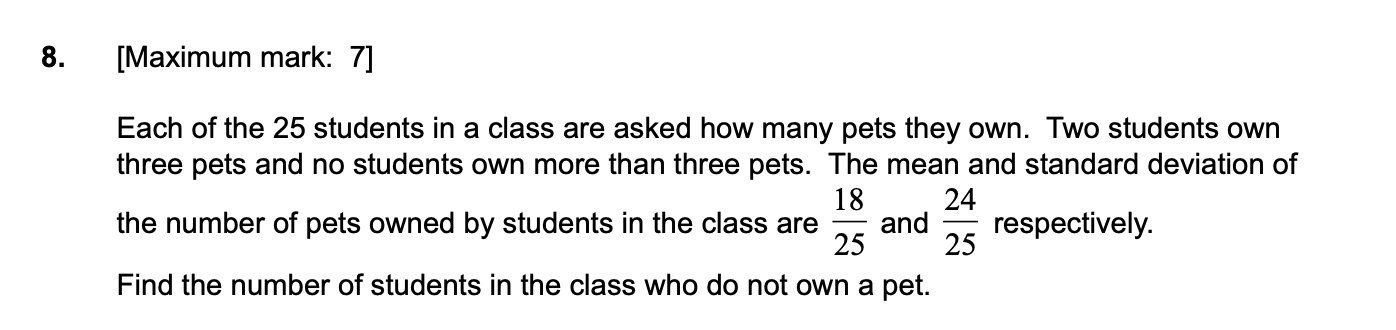 8. [Maximum mark: 7]
Each of the 25 students in a class are asked how many pets they own. Two students own
three pets and no students own more than three pets. The mean and standard deviation of
the number of pets owned by students in the class are 18/25 and 24/25 respectively.
Find the number of students in the class who do not own a pet.